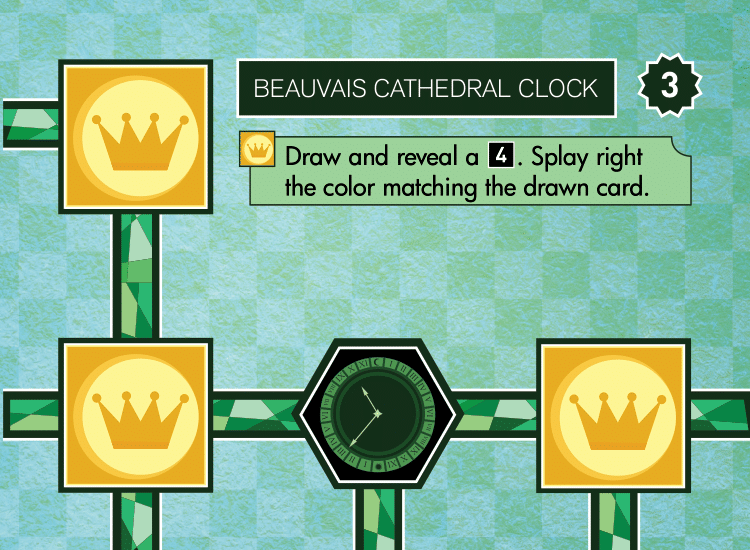 BEAUVAIS CATHEDRAL CLOCK
3
Draw and reveal a 4. Splay right
the color matching the drawn card.